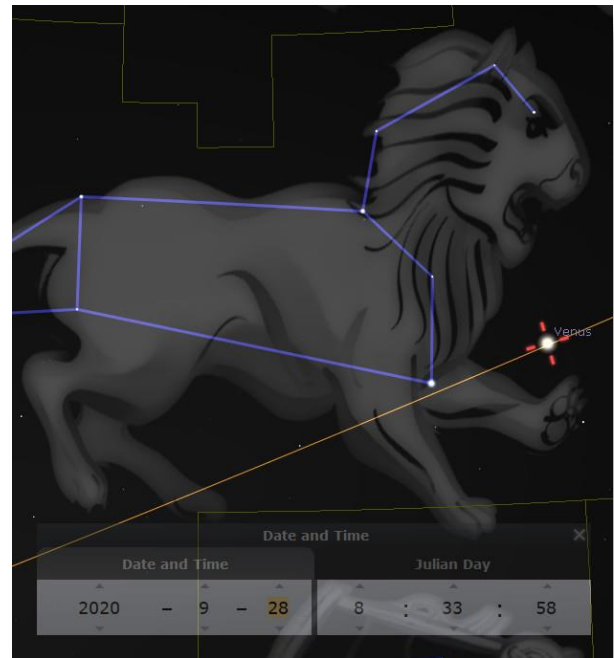 Venus
Date and Time ×
Date and Time Julian Day
2020 – 9 – 28 8 : 33 : 58